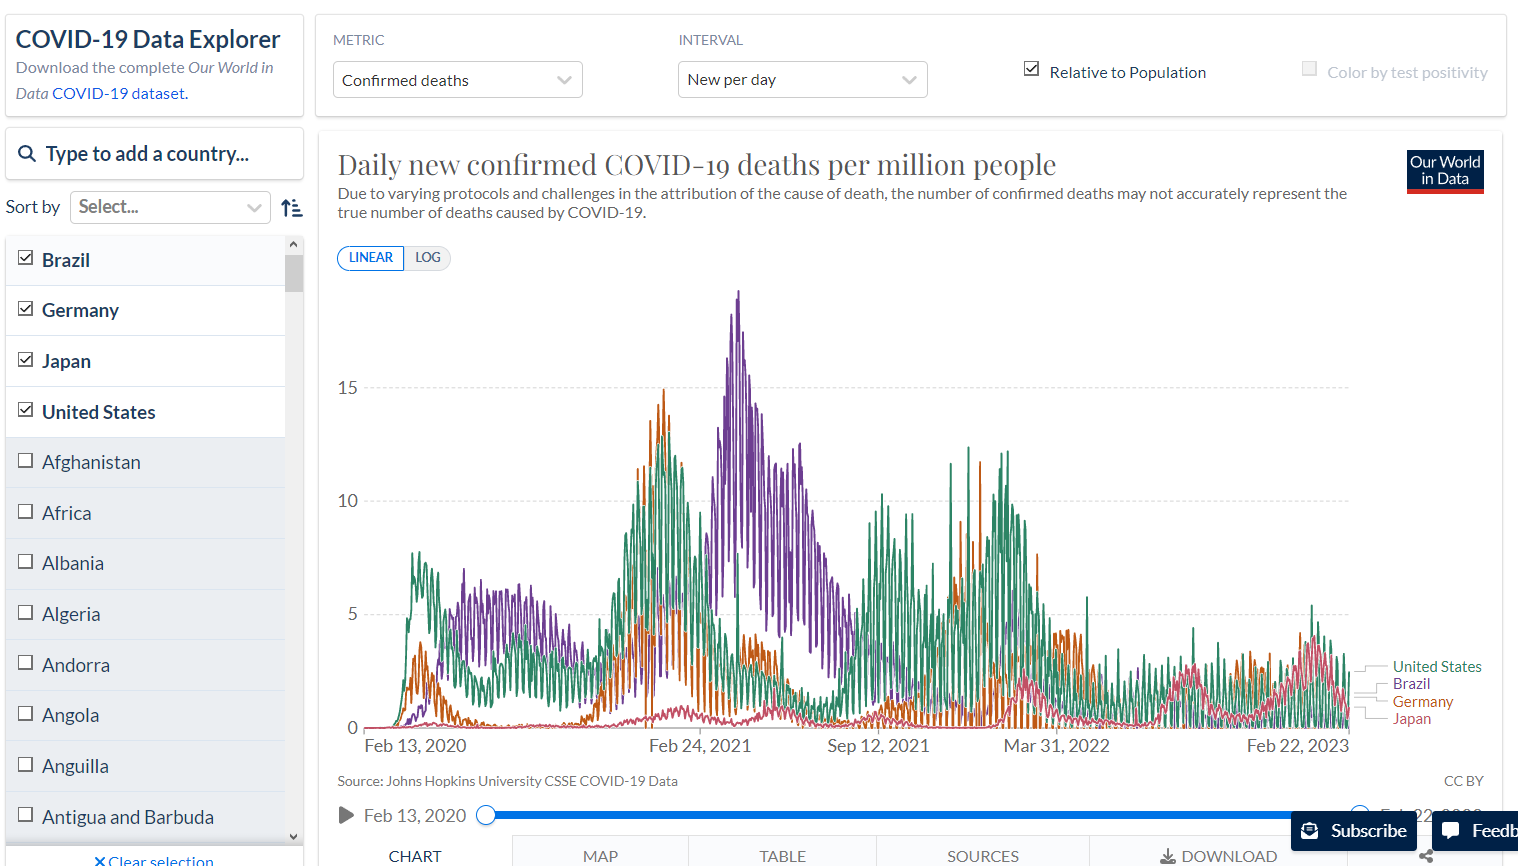 COVID-19 Data Explorer
Download the complete Our World in
Data COVID-19 dataset.
METRIC
Confirmed deaths
INTERVAL
New per day
Relative to Population
Color by test positivity
Type to add a country...
Sort by
Select...
Brazil
Germany
Japan
United States
Afghanistan
Africa
Albania
Algeria
Andorra
Angola
Anguilla
Antigua and Barbuda
Clear selection
Daily new confirmed COVID-19 deaths per million people
Due to varying protocols and challenges in the attribution of the cause of death, the number of confirmed deaths may not accurately represent the
true number of deaths caused by COVID-19.
Our World
in Data
LINEAR
LOG
15
10
5
0
Feb 13, 2020
Feb 24, 2021
Sep 12, 2021
Mar 31, 2022
Feb 22, 2023
United States
Brazil
Germany
Japan
Source: Johns Hopkins University CSSE COVID-19 Data
CC BY
Feb 13, 2020
Subscribe
Feedb
CHART
MAP
TABLE
SOURCES
DOWNLOAD